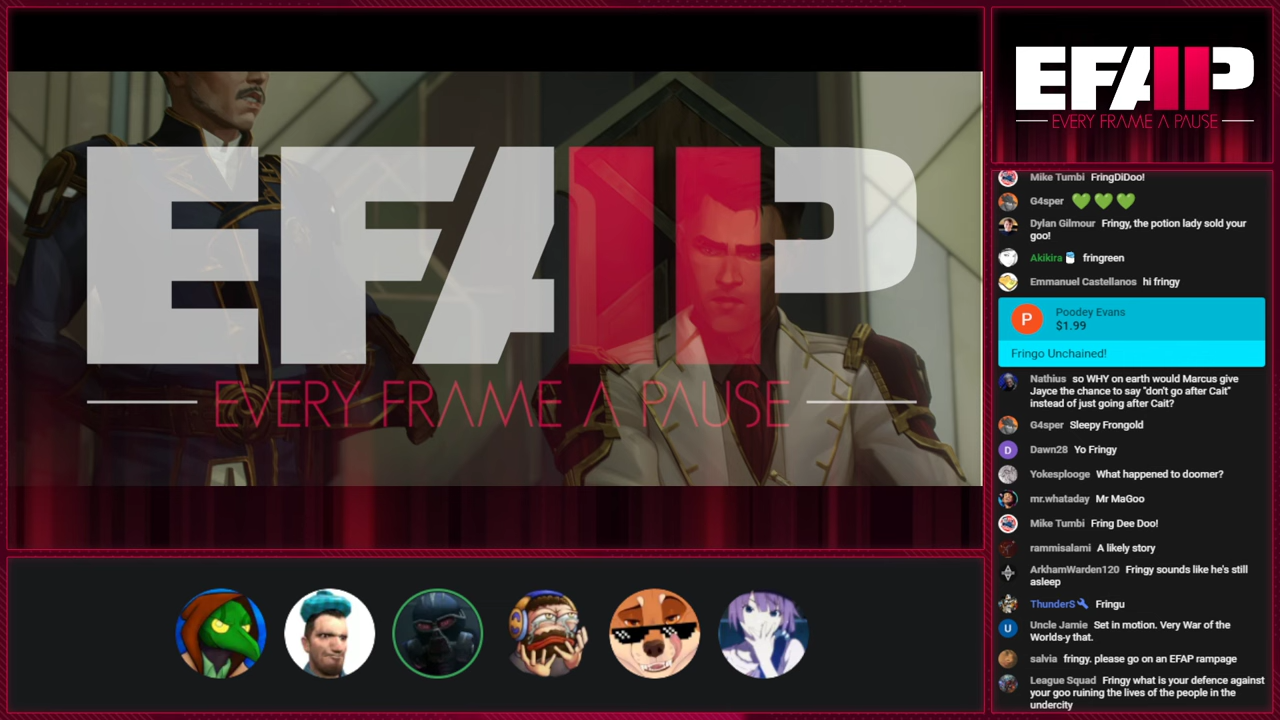 EFAP
EVERY FRAME A PAUSE
EFAP
EVERY FRAME A PAUSE
Mike Tumbi FringDiDoo!
G4sper 💚💚💚
Dylan Gilmour Fringy, the potion lady sold your
goo!
Akikira fringreen
Emmanuel Castellanos hi fringy
P
Poodey Evans
$1.99
Fringo Unchained!
Nathius so WHY on earth would Marcus give
Jayce the chance to say "don't go after Cait"
instead of just going after Cait?
G4sper Sleepy Frongold
D
Dawn28 Yo Fringy
Yokesplooge What happened to doomer?
mr.whataday Mr MaGoo
Mike Tumbi Fring Dee Doo!
rammisalami A likely story
ArkhamWarden120 Fringy sounds like he's still
asleep
ThunderS Fringu
U
Uncle Jamie Set in motion. Very War of the
Worlds-y that.
salvia fringy. please go on an EFAP rampage
League Squad Fringy what is your defence against
your goo ruining the lives of the people in the
undercity